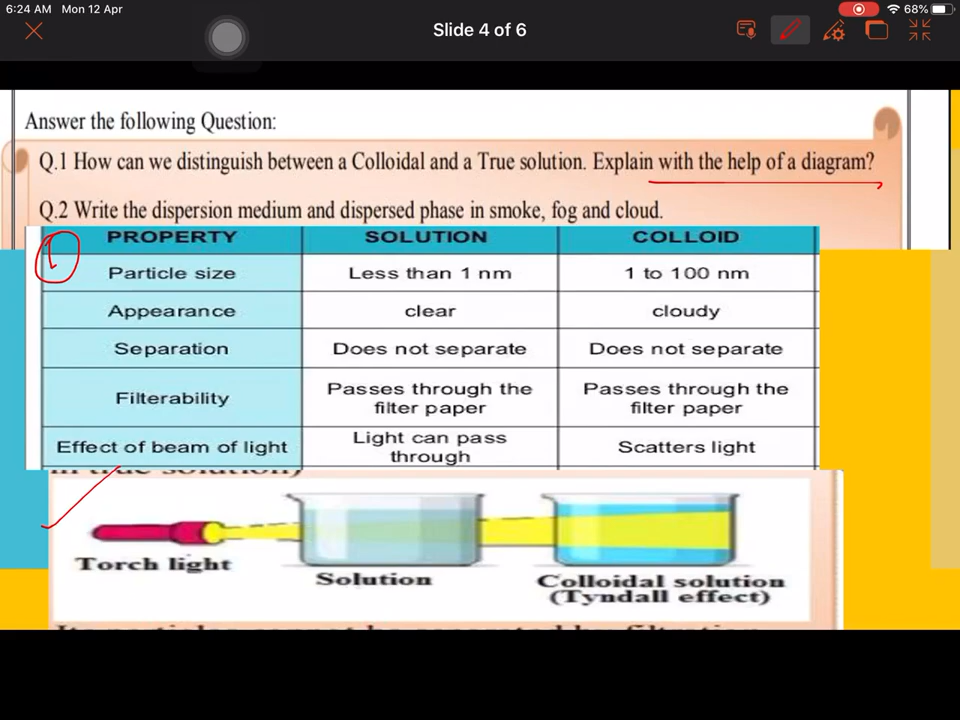 6:24 AM Mon 12 Apr
68%
Slide 4 of 6
Answer the following Question:
Q.1 How can we distinguish between a Colloidal and a True solution. Explain with the help of a diagram?
Q.2 Write the dispersion medium and dispersed phase in smoke, fog and cloud.
1
PROPERTY SOLUTION COLLOID
Particle size Less than 1 nm 1 to 100 nm
Appearance clear cloudy
Separation Does not separate Does not separate
Filterability Passes through the filter paper Passes through the filter paper
Effect of beam of light Light can pass through Scatters light
in true solution)
Torch light
Solution
Colloidal solution
(Tyndall effect)